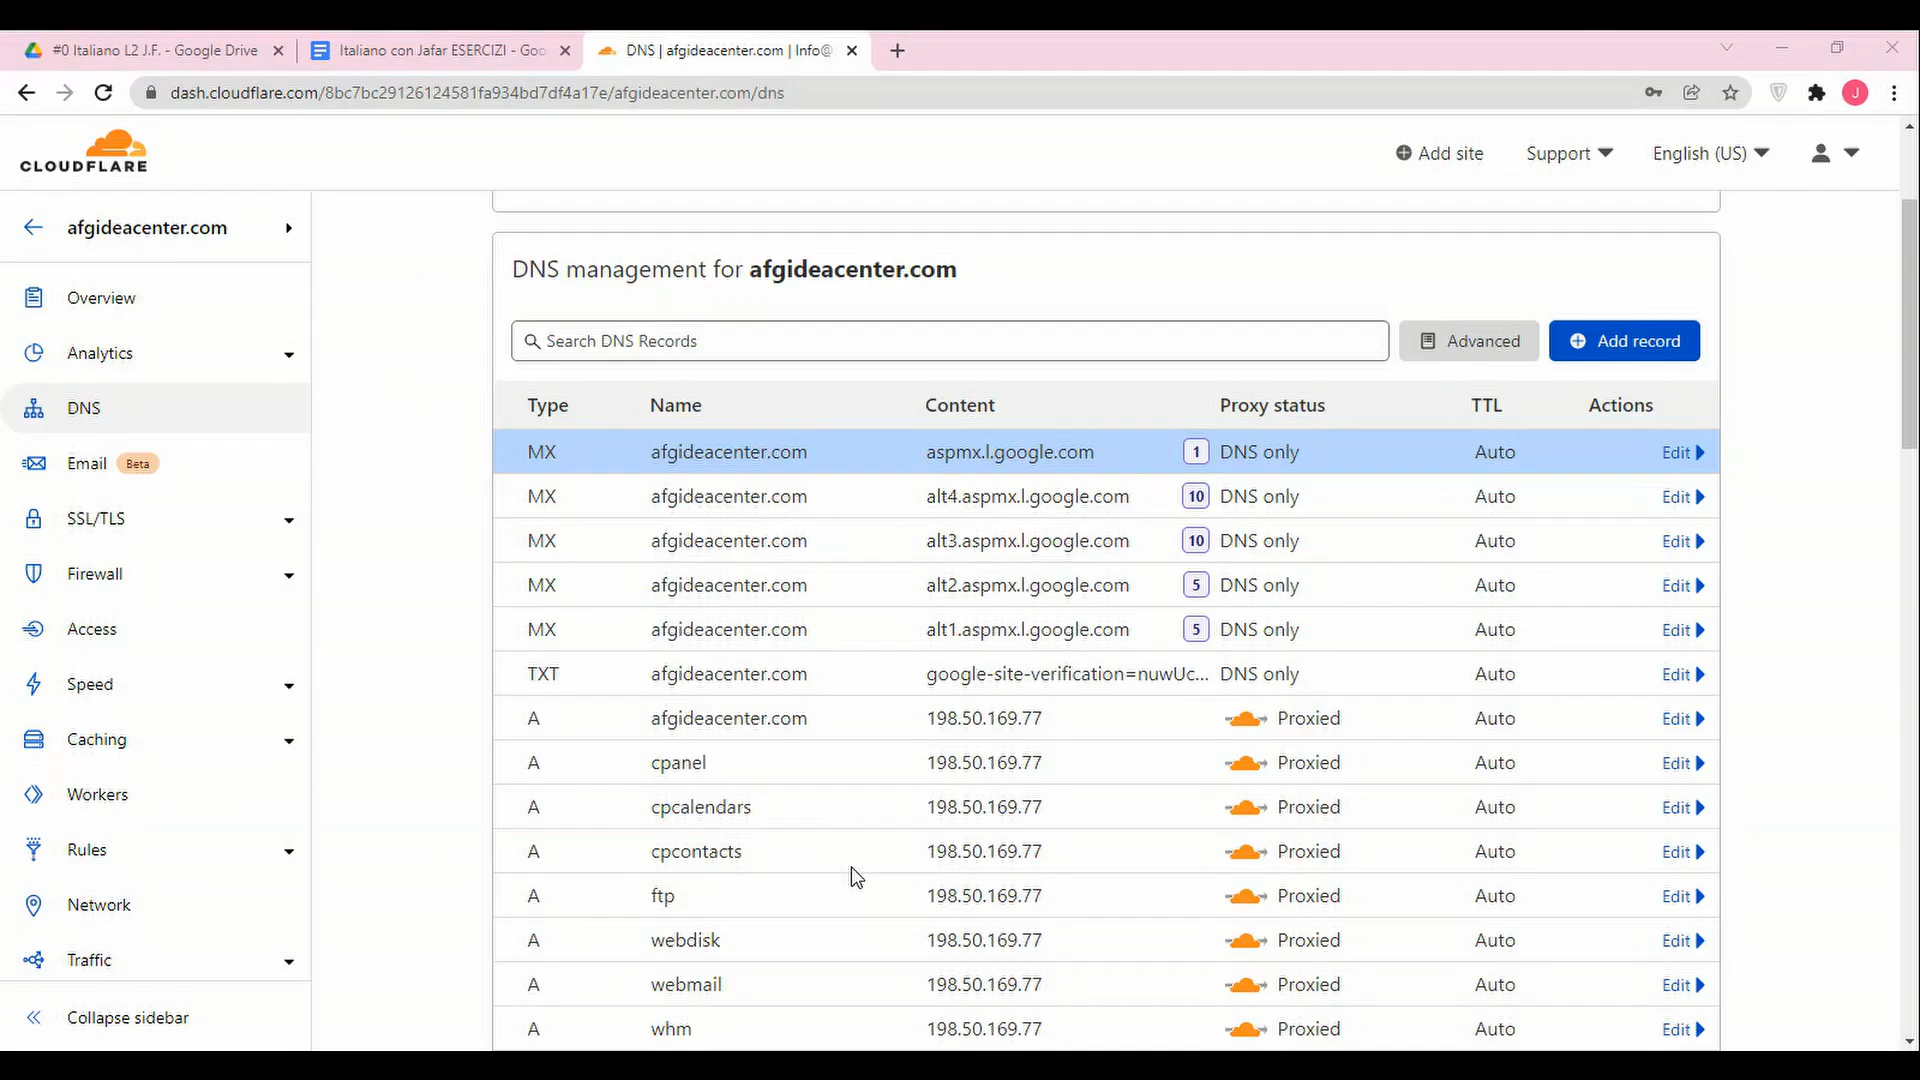 #0 Italiano L2 J.F. - Google Drive
Italiano con Jafar ESERCIZI - Goo
DNS | afgideacenter.com | Info@
dash.cloudflare.com/8bc7bc29126124581fa934bd7df4a17e/afgideacenter.com/dns
J
CLOUDFLARE
Add site
Support
English (US)
afgideacenter.com
Overview
Analytics
DNS
Email Beta
SSL/TLS
Firewall
Access
Speed
Caching
Workers
Rules
Network
Traffic
Collapse sidebar
DNS management for afgideacenter.com
Search DNS Records
Advanced
Add record
Type Name Content Proxy status TTL Actions
MX afgideacenter.com aspmx.l.google.com 1 DNS only Auto Edit
MX afgideacenter.com alt4.aspmx.l.google.com 10 DNS only Auto Edit
MX afgideacenter.com alt3.aspmx.l.google.com 10 DNS only Auto Edit
MX afgideacenter.com alt2.aspmx.l.google.com 5 DNS only Auto Edit
MX afgideacenter.com alt1.aspmx.l.google.com 5 DNS only Auto Edit
TXT afgideacenter.com google-site-verification=nuwUc... DNS only Auto Edit
A afgideacenter.com 198.50.169.77 Proxied Auto Edit
A cpanel 198.50.169.77 Proxied Auto Edit
A cpcalendars 198.50.169.77 Proxied Auto Edit
A cpcontacts 198.50.169.77 Proxied Auto Edit
A ftp 198.50.169.77 Proxied Auto Edit
A webdisk 198.50.169.77 Proxied Auto Edit
A webmail 198.50.169.77 Proxied Auto Edit
A whm 198.50.169.77 Proxied Auto Edit